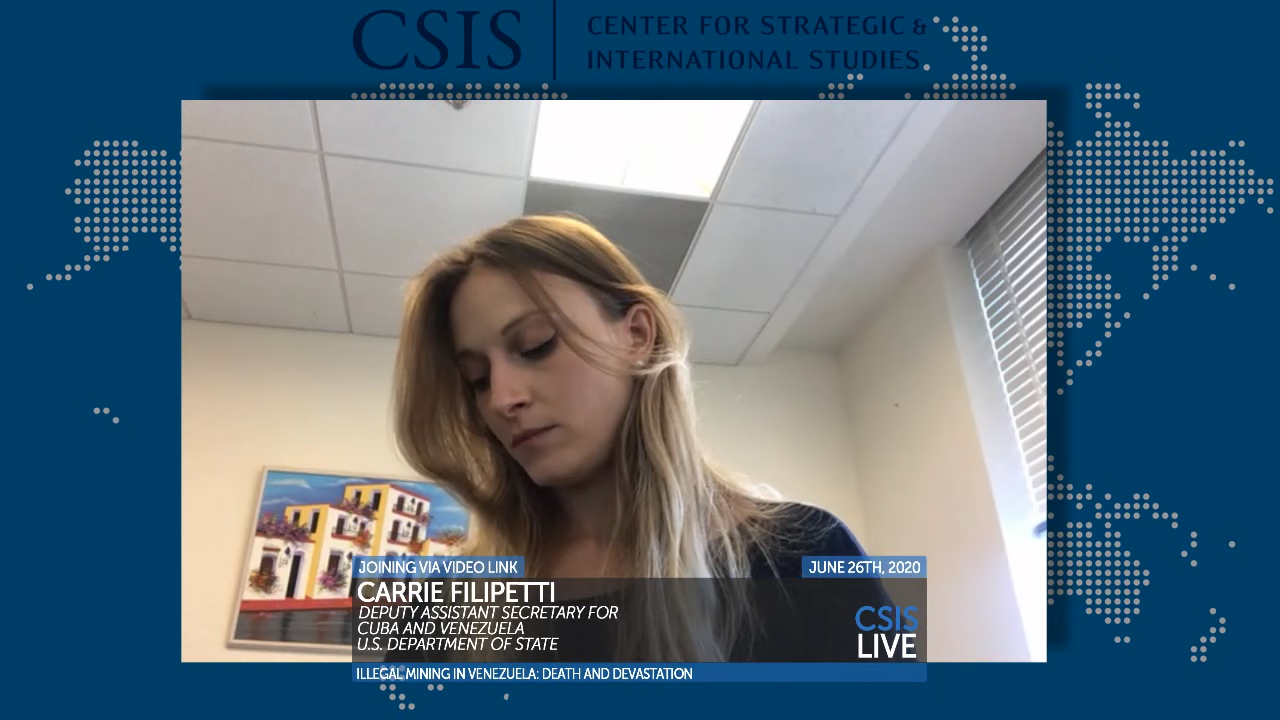 CSIS
CENTER FOR STRATEGIC &
INTERNATIONAL STUDIES
JOINING VIA VIDEO LINK
JUNE 26TH, 2020
CARRIE FILIPETTI
DEPUTY ASSISTANT SECRETARY FOR
CUBA AND VENEZUELA
U.S. DEPARTMENT OF STATE
CSIS
LIVE
ILLEGAL MINING IN VENEZUELA: DEATH AND DEVASTATION